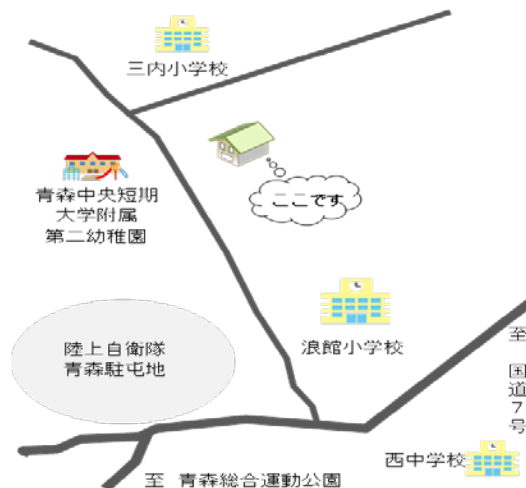 三内小学校
青森中央短期
大学附属
第二幼稚園
ここです
浪館小学校
陸上自衛隊
青森駐屯地
至 国道7号
西中学校
至 青森総合運動公園